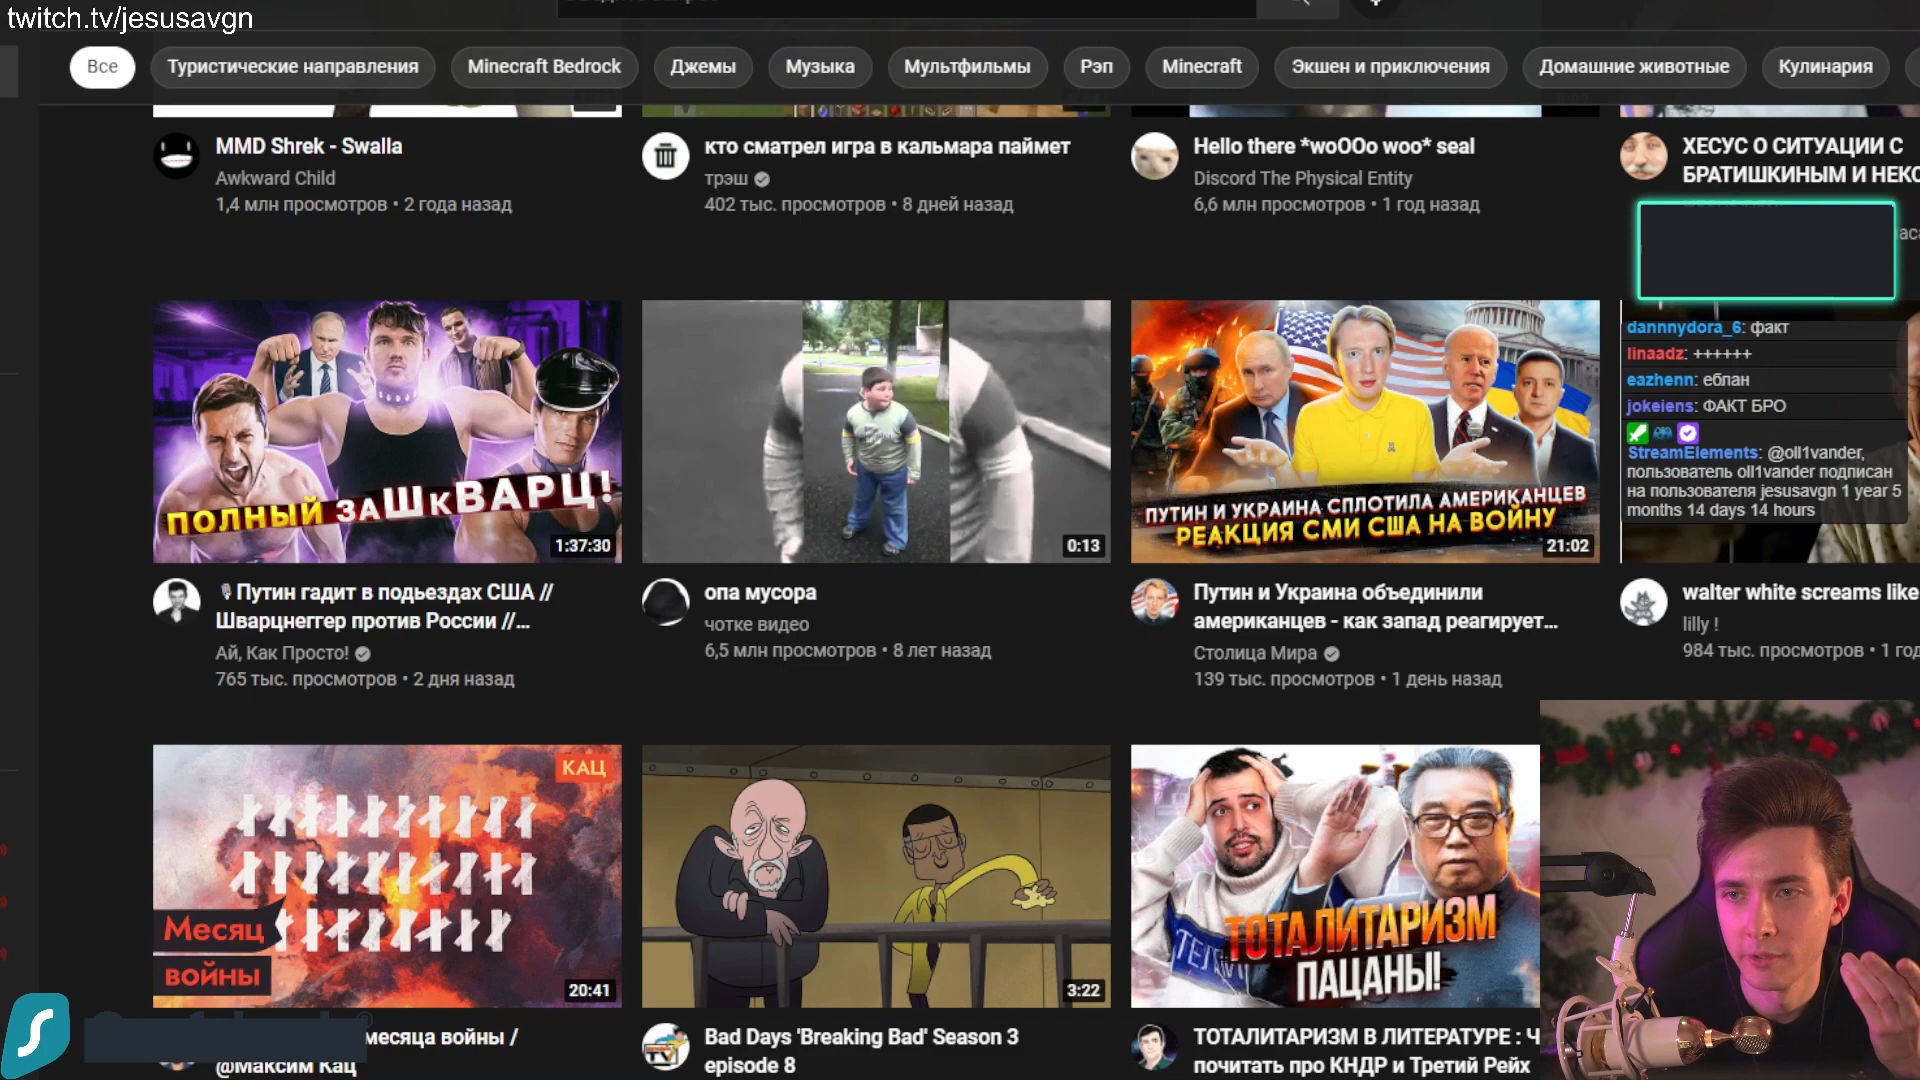 twitch.tv/jesusavgn
Все
Туристические направления
Minecraft Bedrock
Джемы
Музыка
Мультфильмы
Рэп
Minecraft
Экшен и приключения
Домашние животные
Кулинария
MMD Shrek - Swalla
Awkward Child
1,4 млн просмотров • 2 года назад
кто сматрел игра в кальмара паймет
трэш
402 тыс. просмотров • 8 дней назад
Hello there *woOOo woo* seal
Discord The Physical Entity
6,6 млн просмотров • 1 год назад
ХЕСУС О СИТУАЦИИ С
БРАТИШКИНЫМ И НЕКО
ПОЛНЫЙ ЗАШКВАРЦ!
1:37:30
0:13
ПУТИН И УКРАИНА СПЛОТИЛА АМЕРИКАНЦЕВ
РЕАКЦИЯ СМИ США НА ВОЙНУ
21:02
dannnydora_6: факт
linaadz: ++++++
eazhenn: еблан
jokeiens: ФАКТ БРО
StreamElements: @oll1vander,
пользователь oll1vander подписан
на пользователя jesusavgn 1 year 5
months 14 days 14 hours
Путин гадит в подьездах США //
Шварцнеггер против России //...
Ай, Как Просто!
765 тыс. просмотров • 2 дня назад
опа мусора
чотке видео
6,5 млн просмотров • 8 лет назад
Путин и Украина объединили
американцев - как запад реагирует...
Столица Мира
139 тыс. просмотров • 1 день назад
walter white screams like
lilly !
984 тыс. просмотров • 1 год
КАЦ
Месяц
войны
20:41
3:22
ТОТАЛИТАРИЗМ
ПАЦАНЫ!
месяца войны /
@Максим Кац
Bad Days 'Breaking Bad' Season 3
episode 8
ТОТАЛИТАРИЗМ В ЛИТЕРАТУРЕ : Ч
почитать про КНДР и Третий Рейх